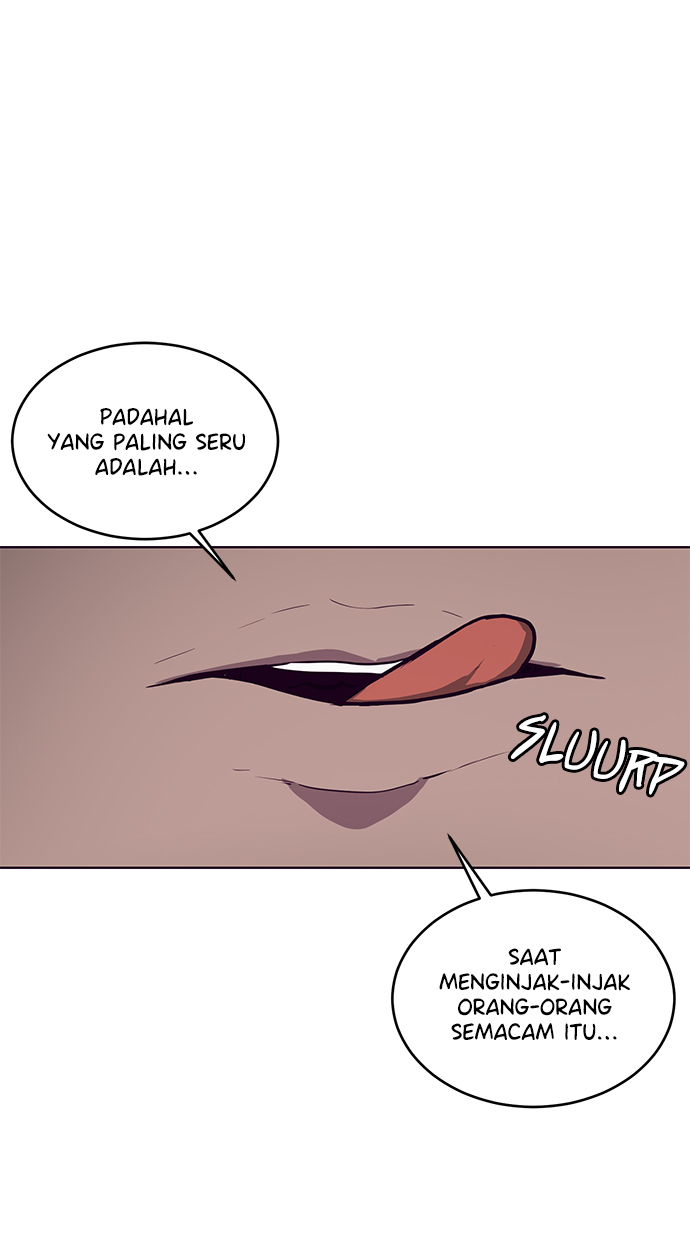 PADAHAL
YANG PALING SERU
ADALAH...
SLUURP
SAAT
MENGINJAK-INJAK
ORANG-ORANG
SEMACAM ITU...